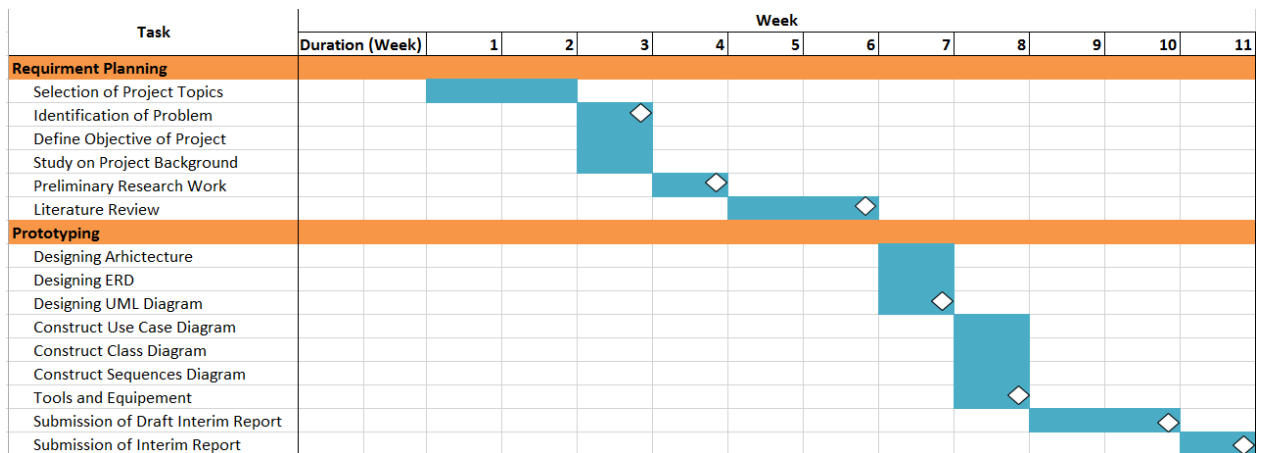 Task
Week
Duration (Week) 1 2 3 4 5 6 7 8 9 10 11
Requirment Planning
Selection of Project Topics
Identification of Problem
Define Objective of Project
Study on Project Background
Preliminary Research Work
Literature Review
Prototyping
Designing Arhictecture
Designing ERD
Designing UML Diagram
Construct Use Case Diagram
Construct Class Diagram
Construct Sequences Diagram
Tools and Equipement
Submission of Draft Interim Report
Submission of Interim Report